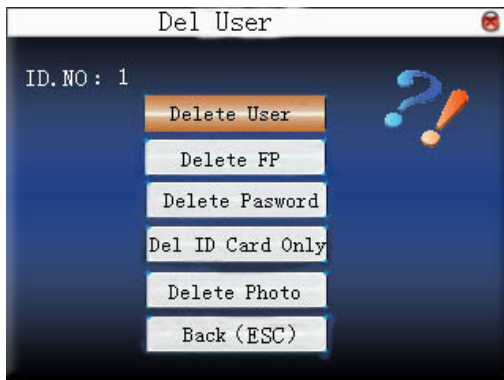 Del User
ID.NO: 1
Delete User
Delete FP
Delete Pasword
Del ID Card Only
Delete Photo
Back (ESC)